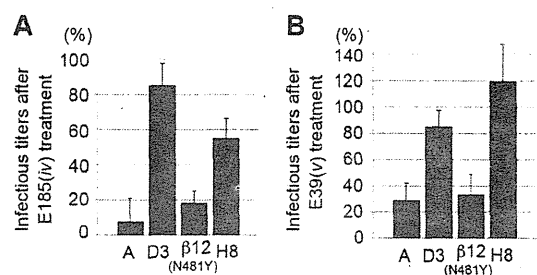 A
(%)
Infectious titers after
E185(iv) treatment
100
80
60
40
20
0
A D3 β12 H8
(N481Y)
B
(%)
Infectious titers after
E39(v) treatment
140
120
100
80
60
40
20
0
A D3 β12 H8
(N481Y)